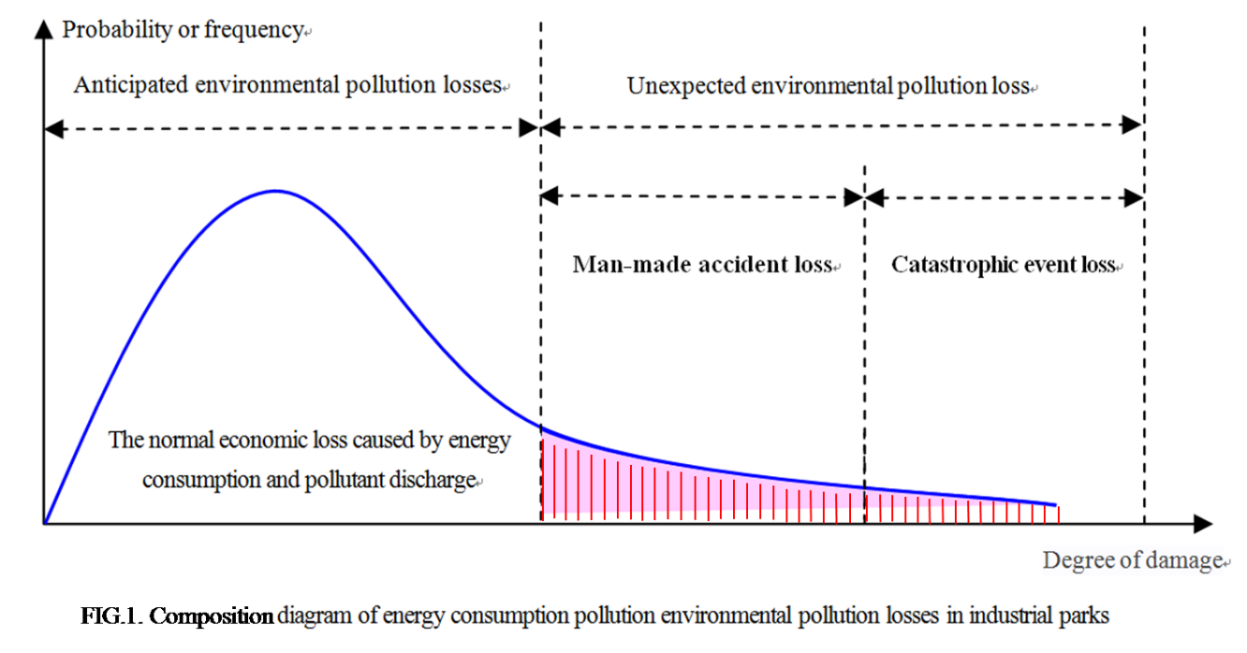 Probability or frequency
Anticipated environmental pollution losses
Unexpected environmental pollution loss
Man-made accident loss
Catastrophic event loss
The normal economic loss caused by energy
consumption and pollutant discharge
Degree of damage
FIG.1. Composition diagram of energy consumption pollution environmental pollution losses in industrial parks